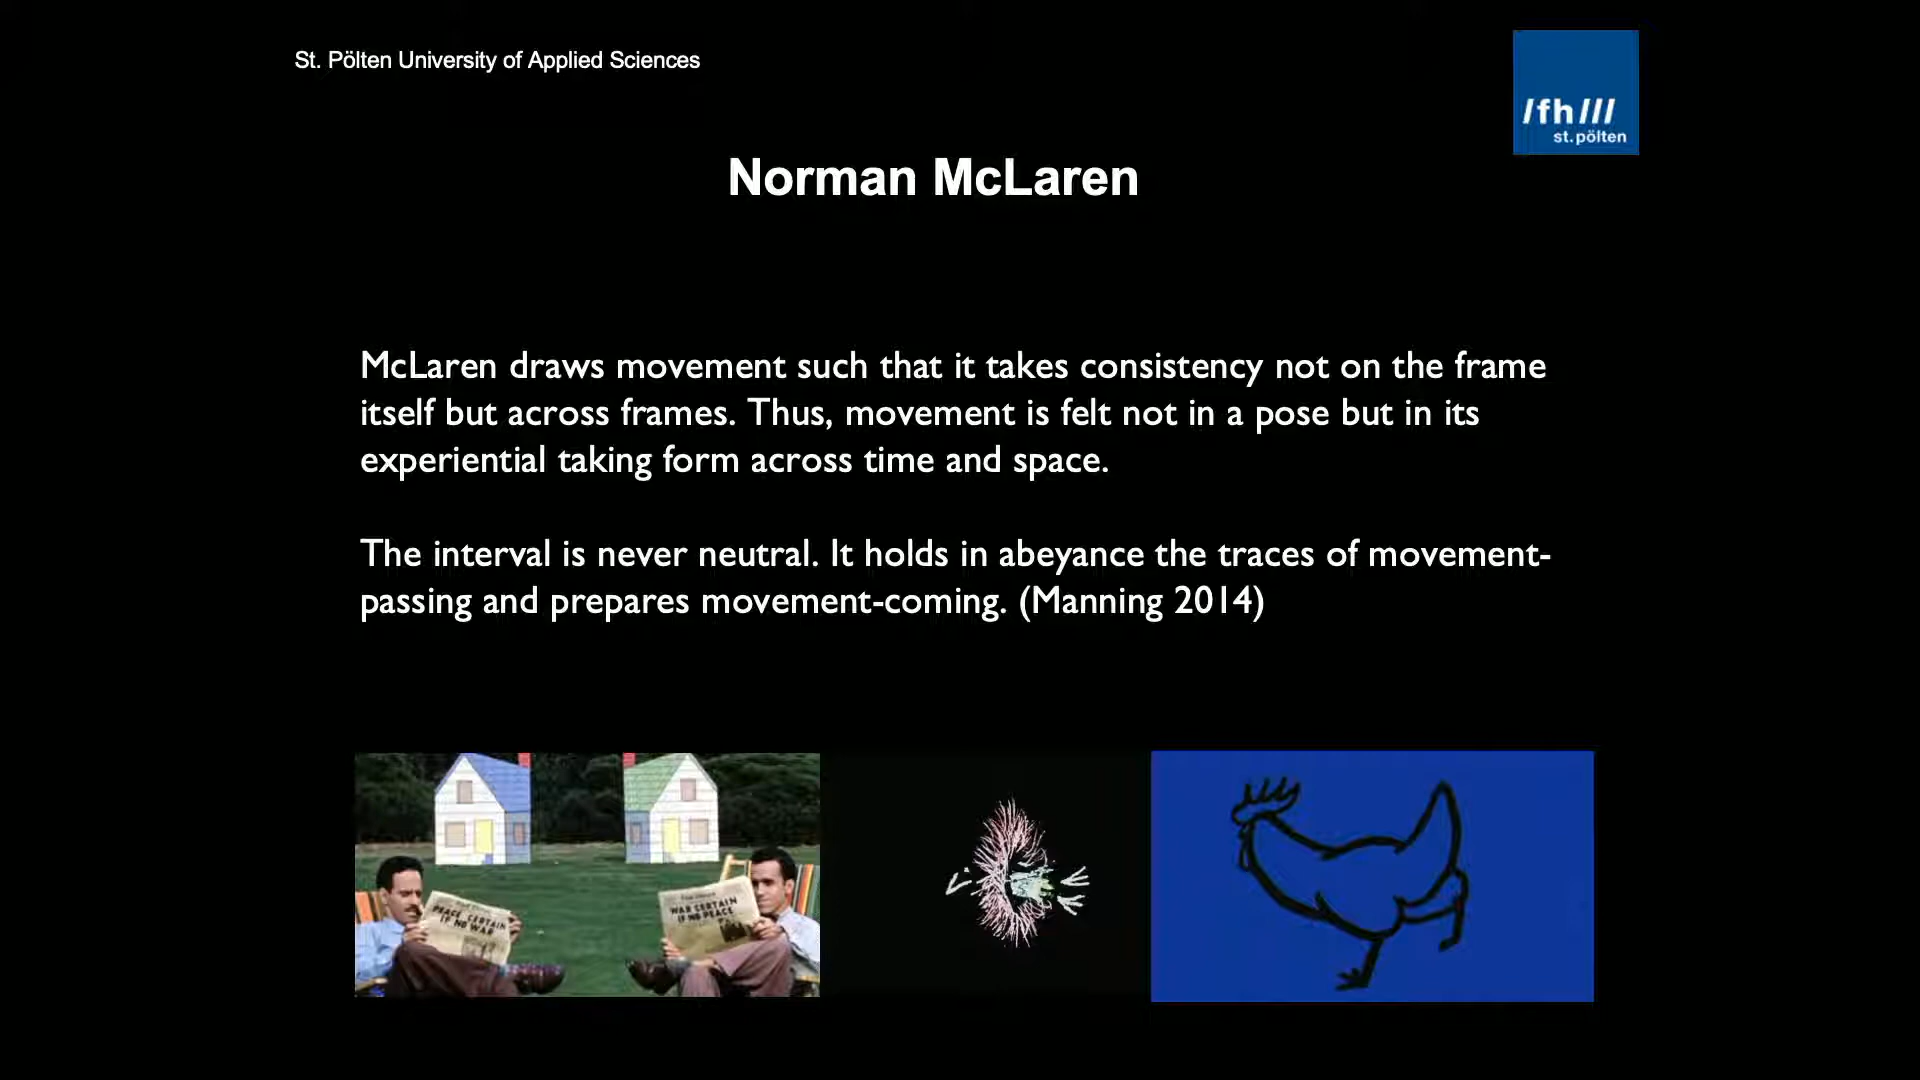 St. Pölten University of Applied Sciences
/fh///
st.pölten
Norman McLaren
McLaren draws movement such that it takes consistency not on the frame
itself but across frames. Thus, movement is felt not in a pose but in its
experiential taking form across time and space.
The interval is never neutral. It holds in abeyance the traces of movement-
passing and prepares movement-coming. (Manning 2014)
PEACE CERTAIN
IF NO WAR
WAR CERTAIN
IF NO PEACE